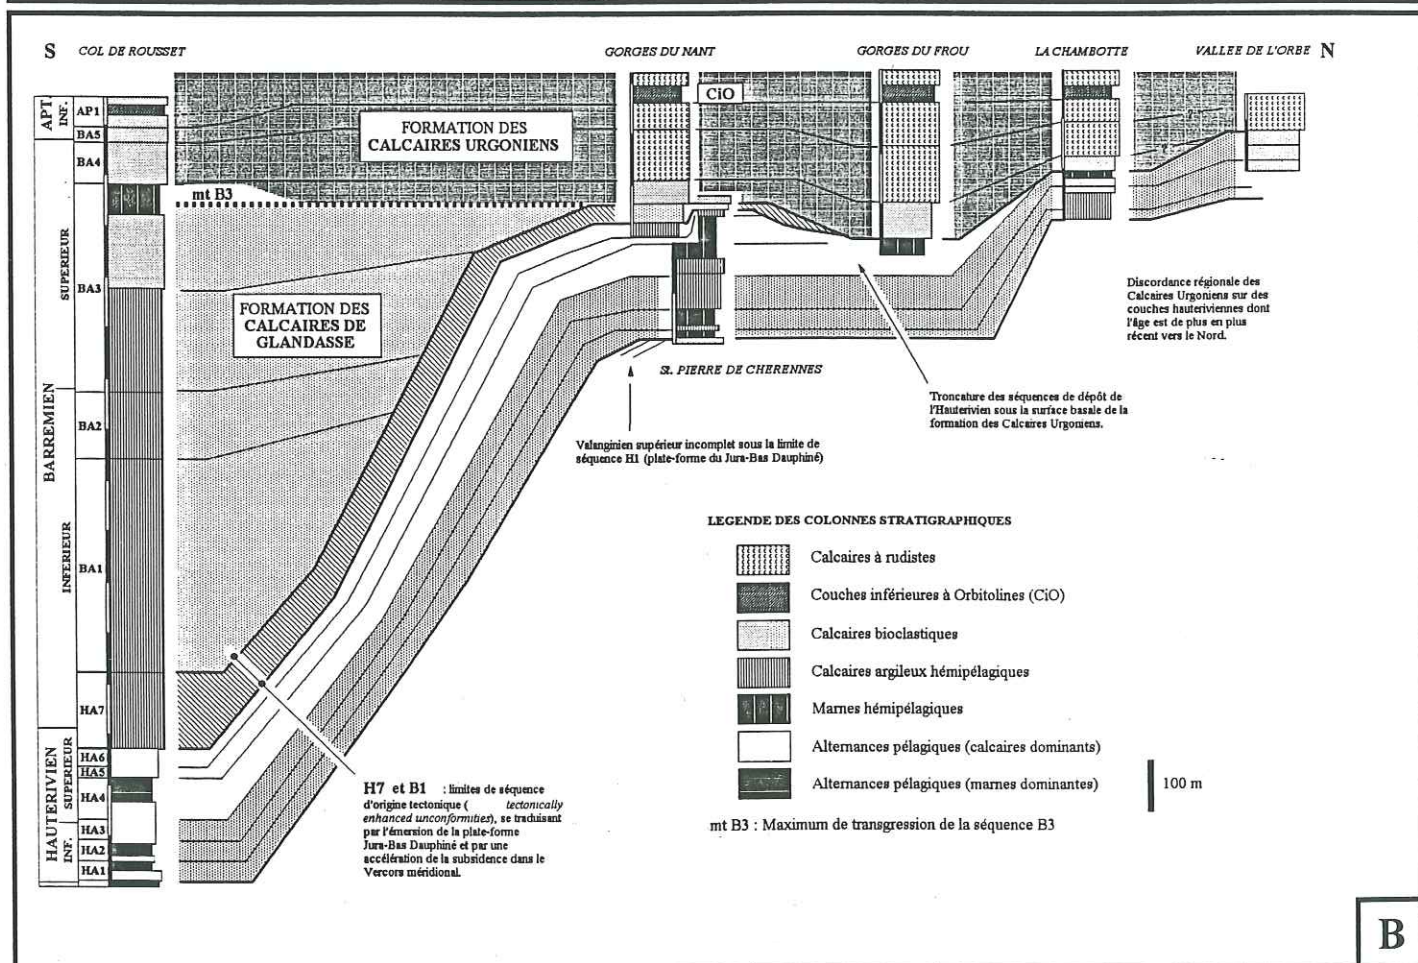 S COL DE ROUSSET GORGES DU NANT GORGES DU FROU LA CHAMBOTTE VALLEE DE L'ORBE N
APT. INF.
AP1
BA5
BA4
BA3
BA2
BA1
HA7
HA6
HA5
HA4
HA3
HA2
HA1
BARREMIEN
SUPERIEUR
INFERIEUR
HAUTERIVIEN
SUPERIEUR
INF.
FORMATION DES
CALCAIRES URGONIENS
CiO
mt B3
FORMATION DES
CALCAIRES DE
GLANDASSE
St. PIERRE DE CHERENNES
Valanginien supérieur incomplet sous la limite de
séquence H1 (plate-forme du Jura-Bas Dauphiné)
Discordance régionale des
Calcaires Urgoniens sur des
couches hauteriviennes dont
l'âge est de plus en plus
récent vers le Nord.
Troncature des séquences de dépôt de
l'Hauterivien sous la surface basale de la
formation des Calcaires Urgoniens.
H7 et B1 : limites de séquence
d'origine tectonique ( tectonically
enhanced unconformities), se traduisant
par l'émersion de la plate-forme
Jura-Bas Dauphiné et par une
accélération de la subsidence dans le
Vercors méridional.
LEGENDE DES COLONNES STRATIGRAPHIQUES
Calcaires à rudistes
Couches inférieures à Orbitolines (CiO)
Calcaires bioclastiques
Calcaires argileux hémipélagiques
Marnes hémipélagiques
Alternances pélagiques (calcaires dominants)
Alternances pélagiques (marnes dominantes)
100 m
mt B3 : Maximum de transgression de la séquence B3
B